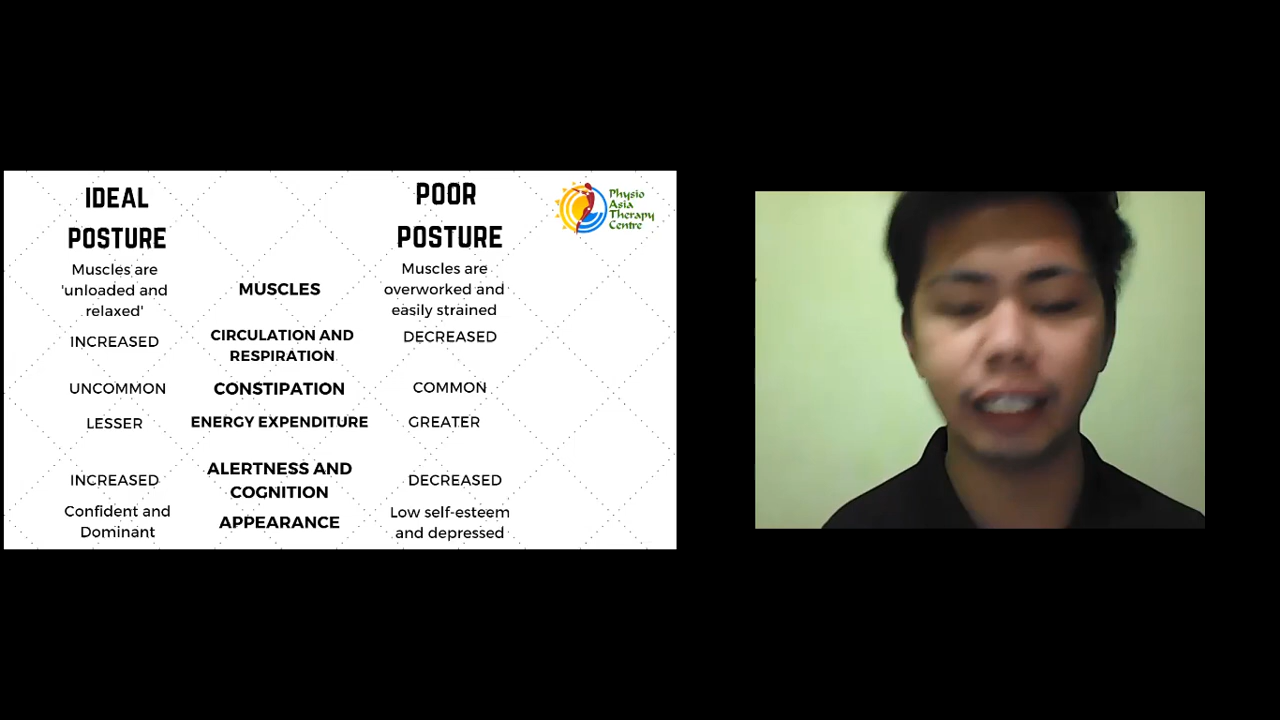 IDEAL
POSTURE
POOR
POSTURE
Physio
Asia
Therapy
Centre
Muscles are
'unloaded and
relaxed'
MUSCLES
Muscles are
overworked and
easily strained
INCREASED
CIRCULATION AND
RESPIRATION
DECREASED
UNCOMMON
CONSTIPATION
COMMON
LESSER
ENERGY EXPENDITURE
GREATER
INCREASED
ALERTNESS AND
COGNITION
DECREASED
Confident and
Dominant
APPEARANCE
Low self-esteem
and depressed